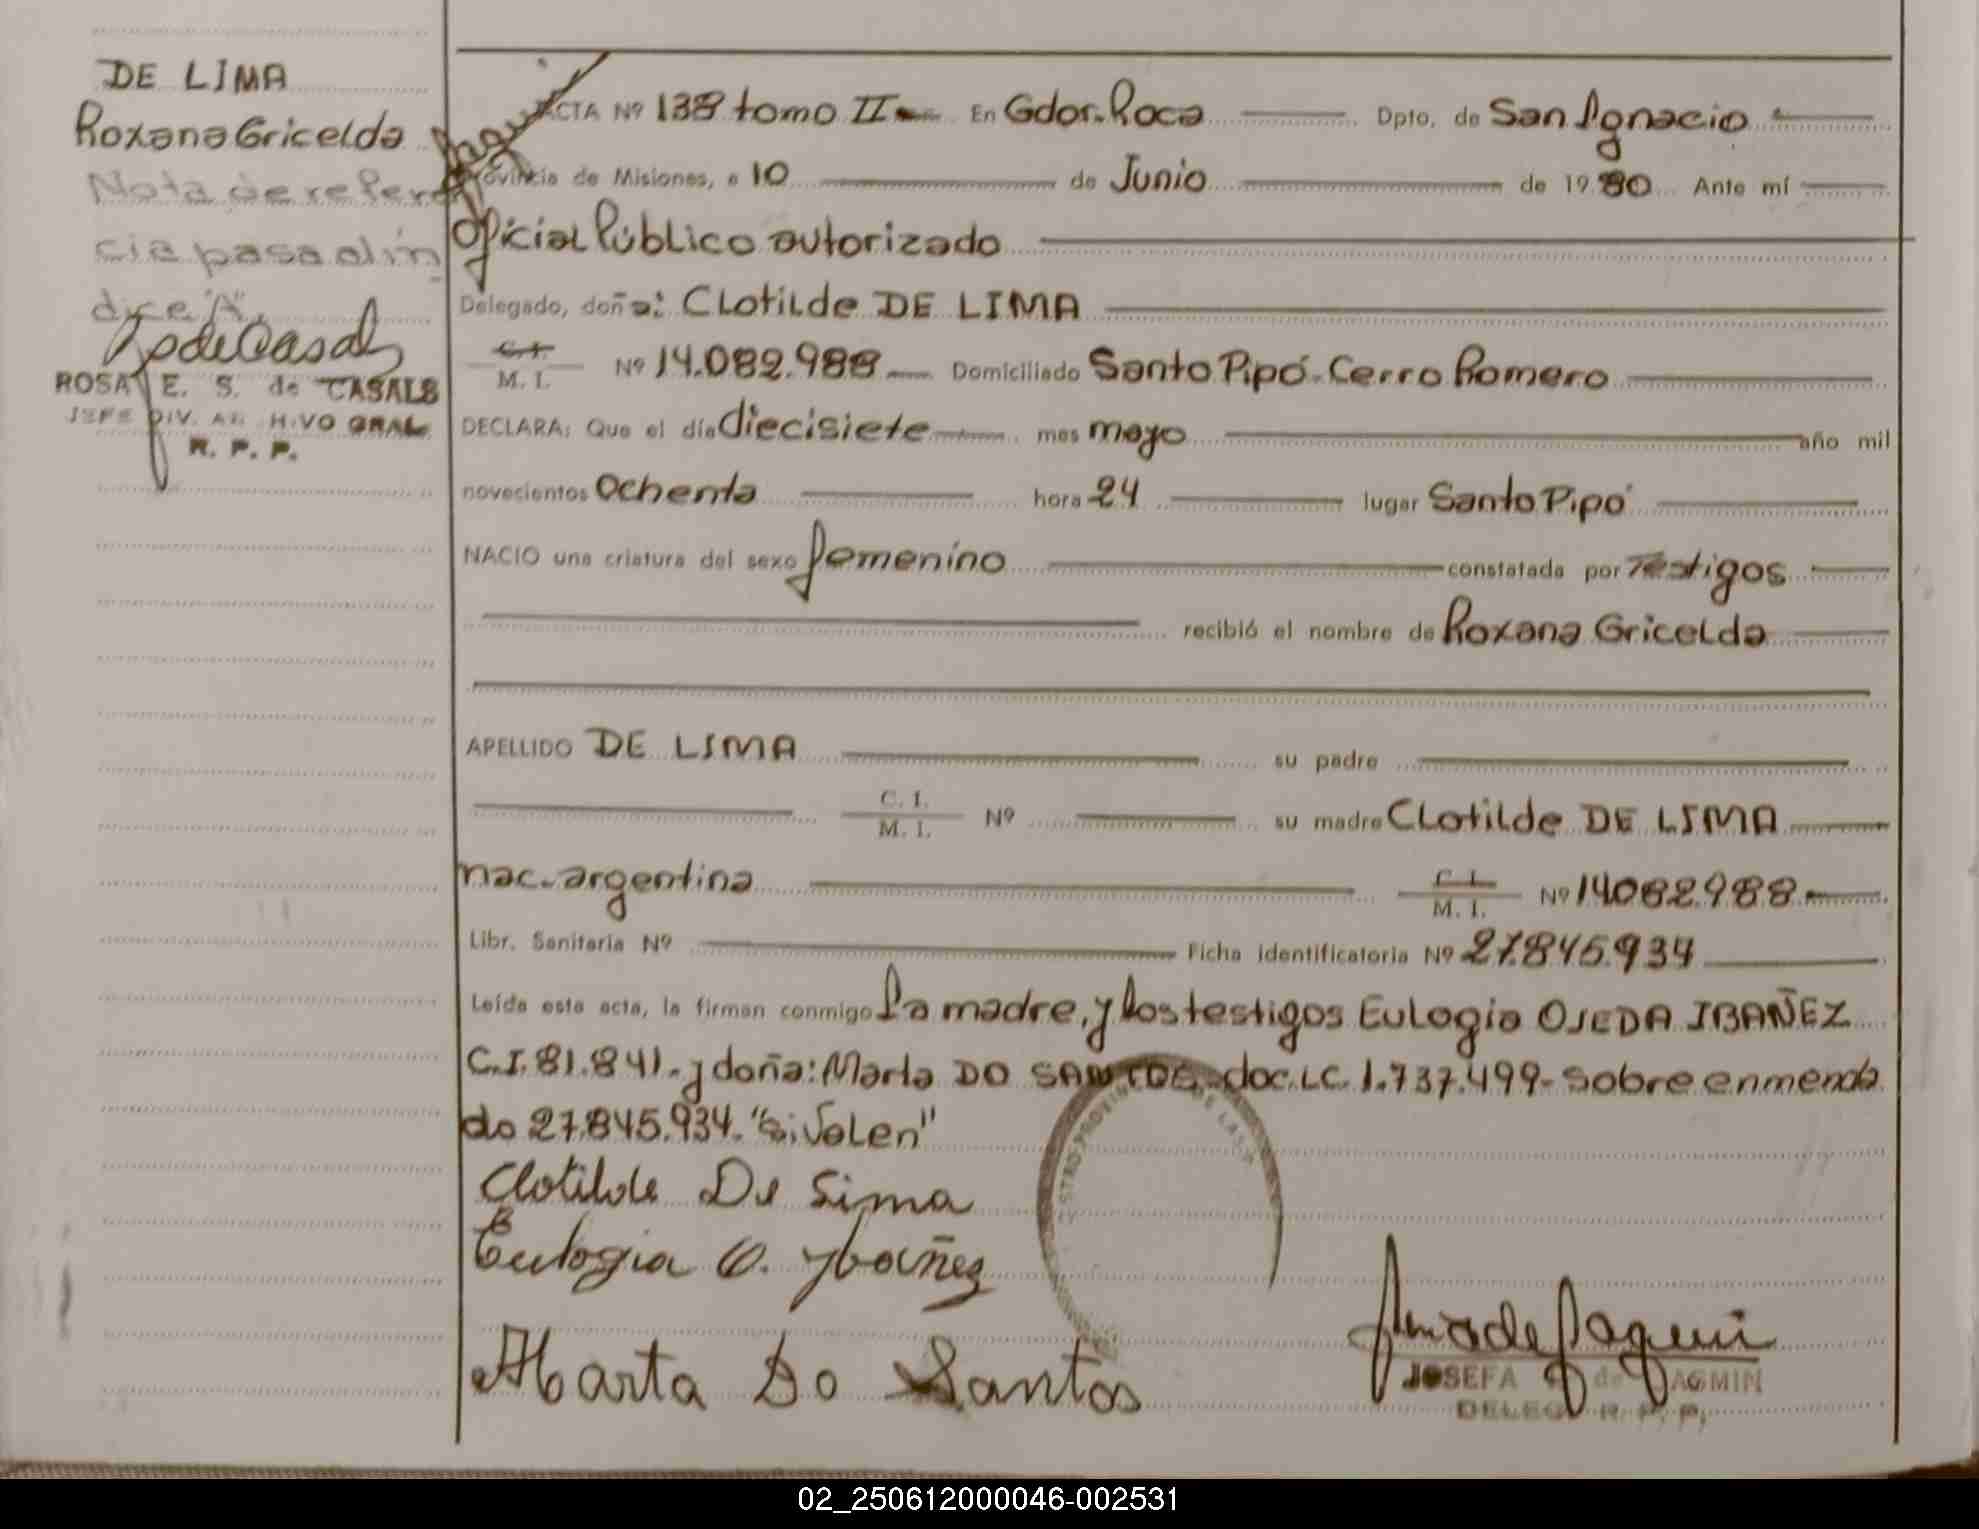 DE LIMA
Roxana Gricelda
Nota de referen
cia pasa al ín
dice "A".
ROSA E. S. de CASALS
JEFE DIV. ARCHIVO GRAL
R. P. P.
ACTA Nº 138 tomo II En Gdor. Roca Dpto. de San Ignacio
Provincia de Misiones, a 10 de Junio de 1980 Ante mí
Oficial Público autorizado
Delegado, doña: Clotilde DE LIMA
C. I.
M. I. Nº 14.082.988 Domiciliado Santo Pipó-Cerro Romero
DECLARA: Que el día diecisiete mes mayo año mil
novecientos ochenta hora 24 lugar Santo Pipó
NACIO una criatura del sexo femenino constatada por Testigos
recibió el nombre de Roxana Gricelda
APELLIDO DE LIMA su padre
C. I.
M. I. Nº su madre Clotilde DE LIMA
nac. argentina C. I.
M. I. Nº 14082988
Libr. Sanitaria Nº Ficha identificatoria Nº 27.845.934
Leída esta acta, la firman conmigo la madre, y los testigos Eulogia OJEDA IBAÑEZ
C.I. 81.841.- y doña: Marta DO SANTOS doc. LC. 1.737.499- sobre enmenda
do 27.845.934. "si Valen"
Clotilde De Lima
Eulogia O. Ybañez
Marta Do Santos
JOSEFA de JAGMIN
DELEG. R. P. P.
02_250612000046-002531